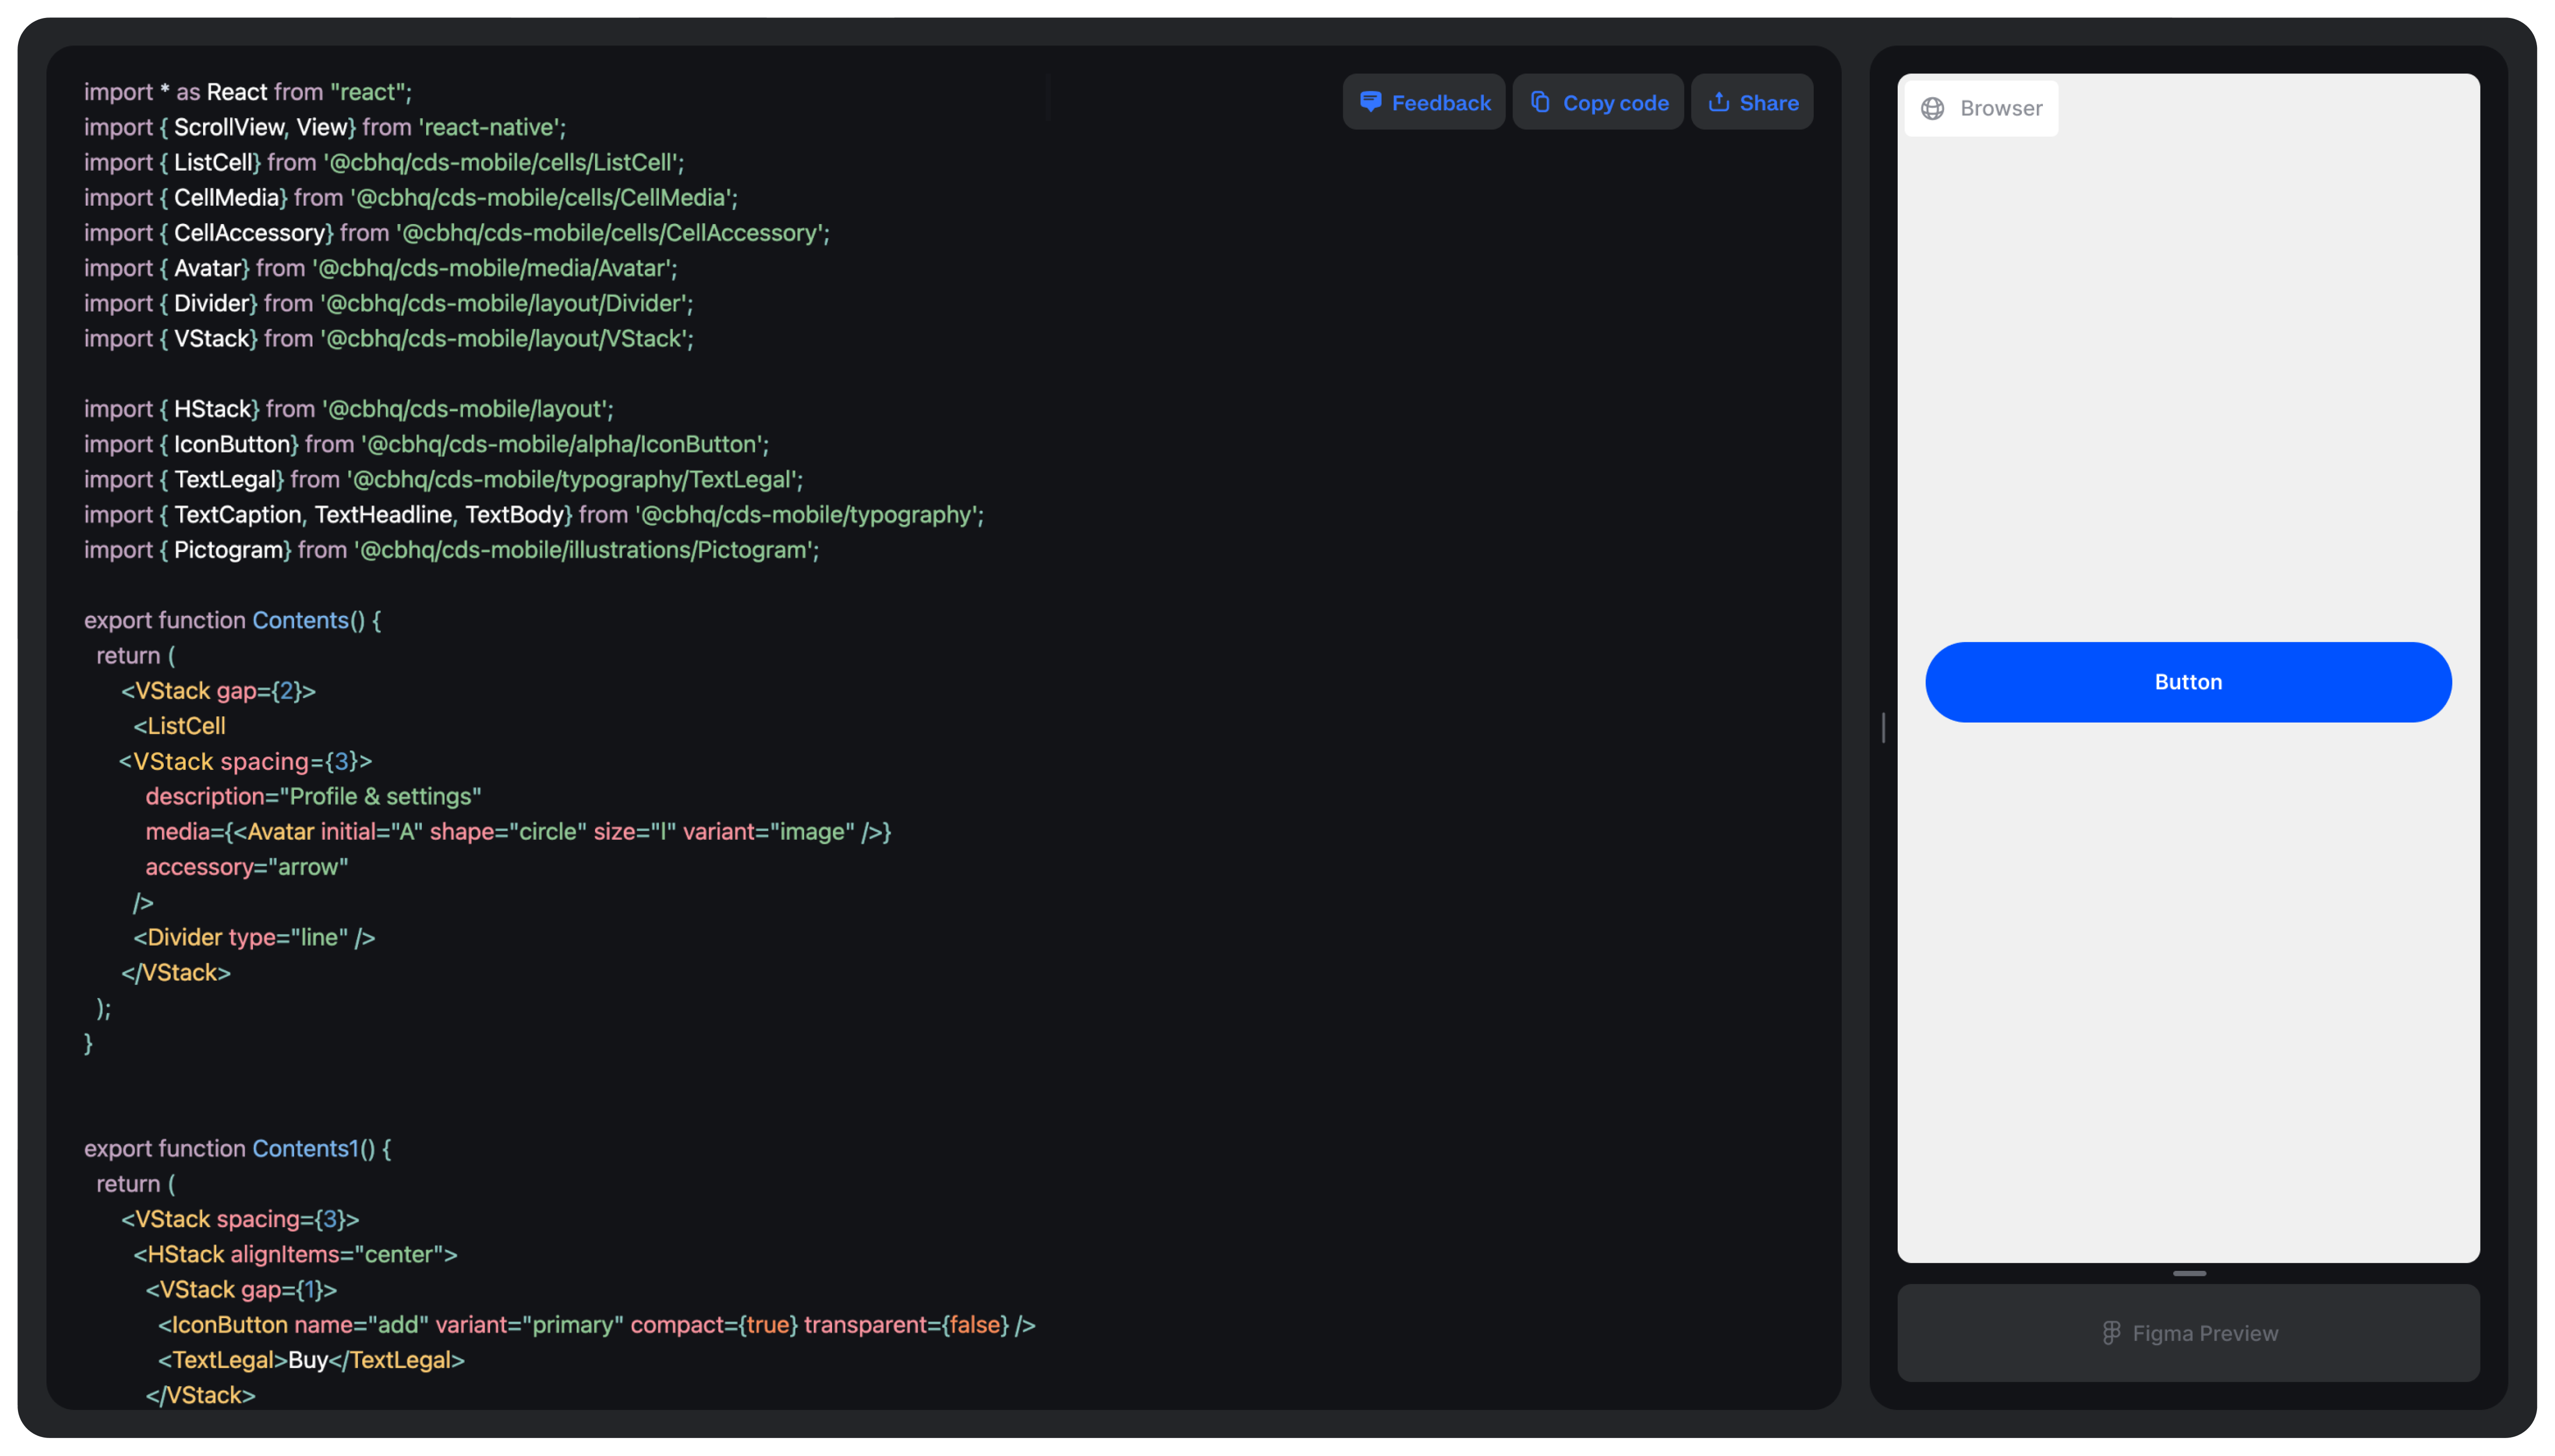 import * as React from "react";
import { ScrollView, View} from 'react-native';
import { ListCell} from '@cbhq/cds-mobile/cells/ListCell';
import { CellMedia} from '@cbhq/cds-mobile/cells/CellMedia';
import { CellAccessory} from '@cbhq/cds-mobile/cells/CellAccessory';
import { Avatar} from '@cbhq/cds-mobile/media/Avatar';
import { Divider} from '@cbhq/cds-mobile/layout/Divider';
import { VStack} from '@cbhq/cds-mobile/layout/VStack';
import { HStack} from '@cbhq/cds-mobile/layout';
import { IconButton} from '@cbhq/cds-mobile/alpha/IconButton';
import { TextLegal} from '@cbhq/cds-mobile/typography/TextLegal';
import { TextCaption, TextHeadline, TextBody} from '@cbhq/cds-mobile/typography';
import { Pictogram} from '@cbhq/cds-mobile/illustrations/Pictogram';
export function Contents() {
return (
<VStack gap={2}>
<ListCell
<VStack spacing={3}>
description="Profile & settings"
media={<Avatar initial="A" shape="circle" size="l" variant="image" />}
accessory="arrow"
/>
<Divider type="line" />
</VStack>
);
}
export function Contents1() {
return (
<VStack spacing={3}>
<HStack alignItems="center">
<VStack gap={1}>
<IconButton name="add" variant="primary" compact={true} transparent={false} />
<TextLegal>Buy</TextLegal>
</VStack>
Feedback
Copy code
Share
Browser
Button
Figma Preview